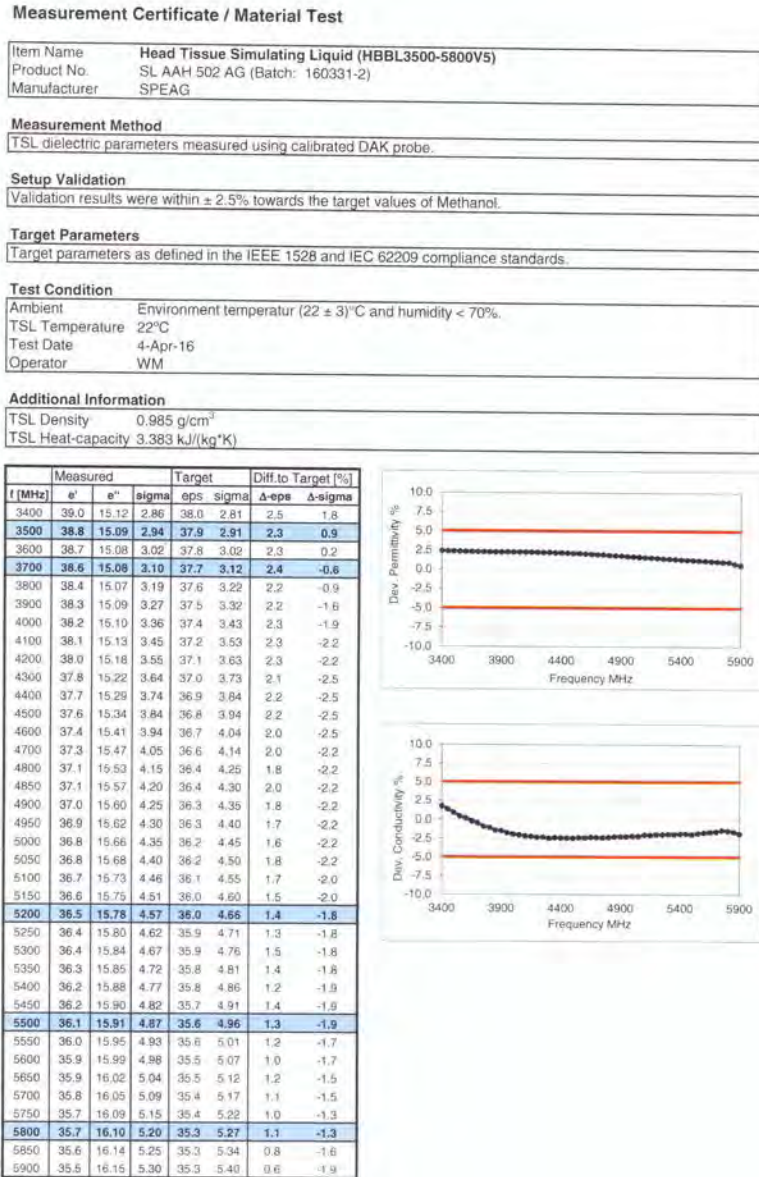 Measurement Certificate / Material Test
Item Name Head Tissue Simulating Liquid (HBBL3500-5800V5)
Product No. SL AAH 502 AG (Batch: 160331-2)
Manufacturer SPEAG
Measurement Method
TSL dielectric parameters measured using calibrated DAK probe.
Setup Validation
Validation results were within ± 2.5% towards the target values of Methanol.
Target Parameters
Target parameters as defined in the IEEE 1528 and IEC 62209 compliance standards.
Test Condition
Ambient Environment temperatur (22 ± 3)°C and humidity < 70%.
TSL Temperature 22°C
Test Date 4-Apr-16
Operator WM
Additional Information
TSL Density 0.985 g/cm³
TSL Heat-capacity 3.383 kJ/(kg*K)
Measured Target Diff.to Target [%]
f [MHz] e' e" sigma eps sigma Δ-eps Δ-sigma
3400 39.0 15.12 2.86 38.0 2.81 2.5 1.8
3500 38.8 15.09 2.94 37.9 2.91 2.3 0.9
3600 38.7 15.08 3.02 37.8 3.02 2.3 0.2
3700 38.6 15.08 3.10 37.7 3.12 2.4 -0.6
3800 38.4 15.07 3.19 37.6 3.22 2.2 -0.9
3900 38.3 15.09 3.27 37.5 3.32 2.2 -1.6
4000 38.2 15.10 3.36 37.4 3.43 2.3 -1.9
4100 38.1 15.13 3.45 37.2 3.53 2.3 -2.2
4200 38.0 15.18 3.55 37.1 3.63 2.3 -2.2
4300 37.8 15.22 3.64 37.0 3.73 2.1 -2.5
4400 37.7 15.29 3.74 36.9 3.84 2.2 -2.5
4500 37.6 15.34 3.84 36.8 3.94 2.2 -2.5
4600 37.4 15.41 3.94 36.7 4.04 2.0 -2.5
4700 37.3 15.47 4.05 36.6 4.14 2.0 -2.2
4800 37.1 15.53 4.15 36.4 4.25 1.8 -2.2
4850 37.1 15.57 4.20 36.4 4.30 2.0 -2.2
4900 37.0 15.60 4.25 36.3 4.35 1.8 -2.2
4950 36.9 15.62 4.30 36.3 4.40 1.7 -2.2
5000 36.8 15.66 4.35 36.2 4.45 1.6 -2.2
5050 36.8 15.68 4.40 36.2 4.50 1.8 -2.2
5100 36.7 15.73 4.46 36.1 4.55 1.7 -2.0
5150 36.6 15.75 4.51 36.0 4.60 1.5 -2.0
5200 36.5 15.78 4.57 36.0 4.66 1.4 -1.8
5250 36.4 15.80 4.62 35.9 4.71 1.3 -1.8
5300 36.4 15.84 4.67 35.9 4.76 1.5 -1.8
5350 36.3 15.85 4.72 35.8 4.81 1.4 -1.8
5400 36.2 15.88 4.77 35.8 4.86 1.2 -1.9
5450 36.2 15.90 4.82 35.7 4.91 1.4 -1.9
5500 36.1 15.91 4.87 35.6 4.96 1.3 -1.9
5550 36.0 15.95 4.93 35.6 5.01 1.2 -1.7
5600 35.9 15.99 4.98 35.5 5.07 1.0 -1.7
5650 35.9 16.02 5.04 35.5 5.12 1.2 -1.5
5700 35.8 16.05 5.09 35.4 5.17 1.1 -1.5
5750 35.7 16.09 5.15 35.4 5.22 1.0 -1.3
5800 35.7 16.10 5.20 35.3 5.27 1.1 -1.3
5850 35.6 16.14 5.25 35.3 5.34 0.8 -1.6
5900 35.5 16.15 5.30 35.3 5.40 0.6 -1.9
Dev. Permittivity %
10.0
7.5
5.0
2.5
0.0
-2.5
-5.0
-7.5
-10.0
3400 3900 4400 4900 5400 5900
Frequency MHz
Dev. Conductivity %
10.0
7.5
5.0
2.5
0.0
-2.5
-5.0
-7.5
-10.0
3400 3900 4400 4900 5400 5900
Frequency MHz